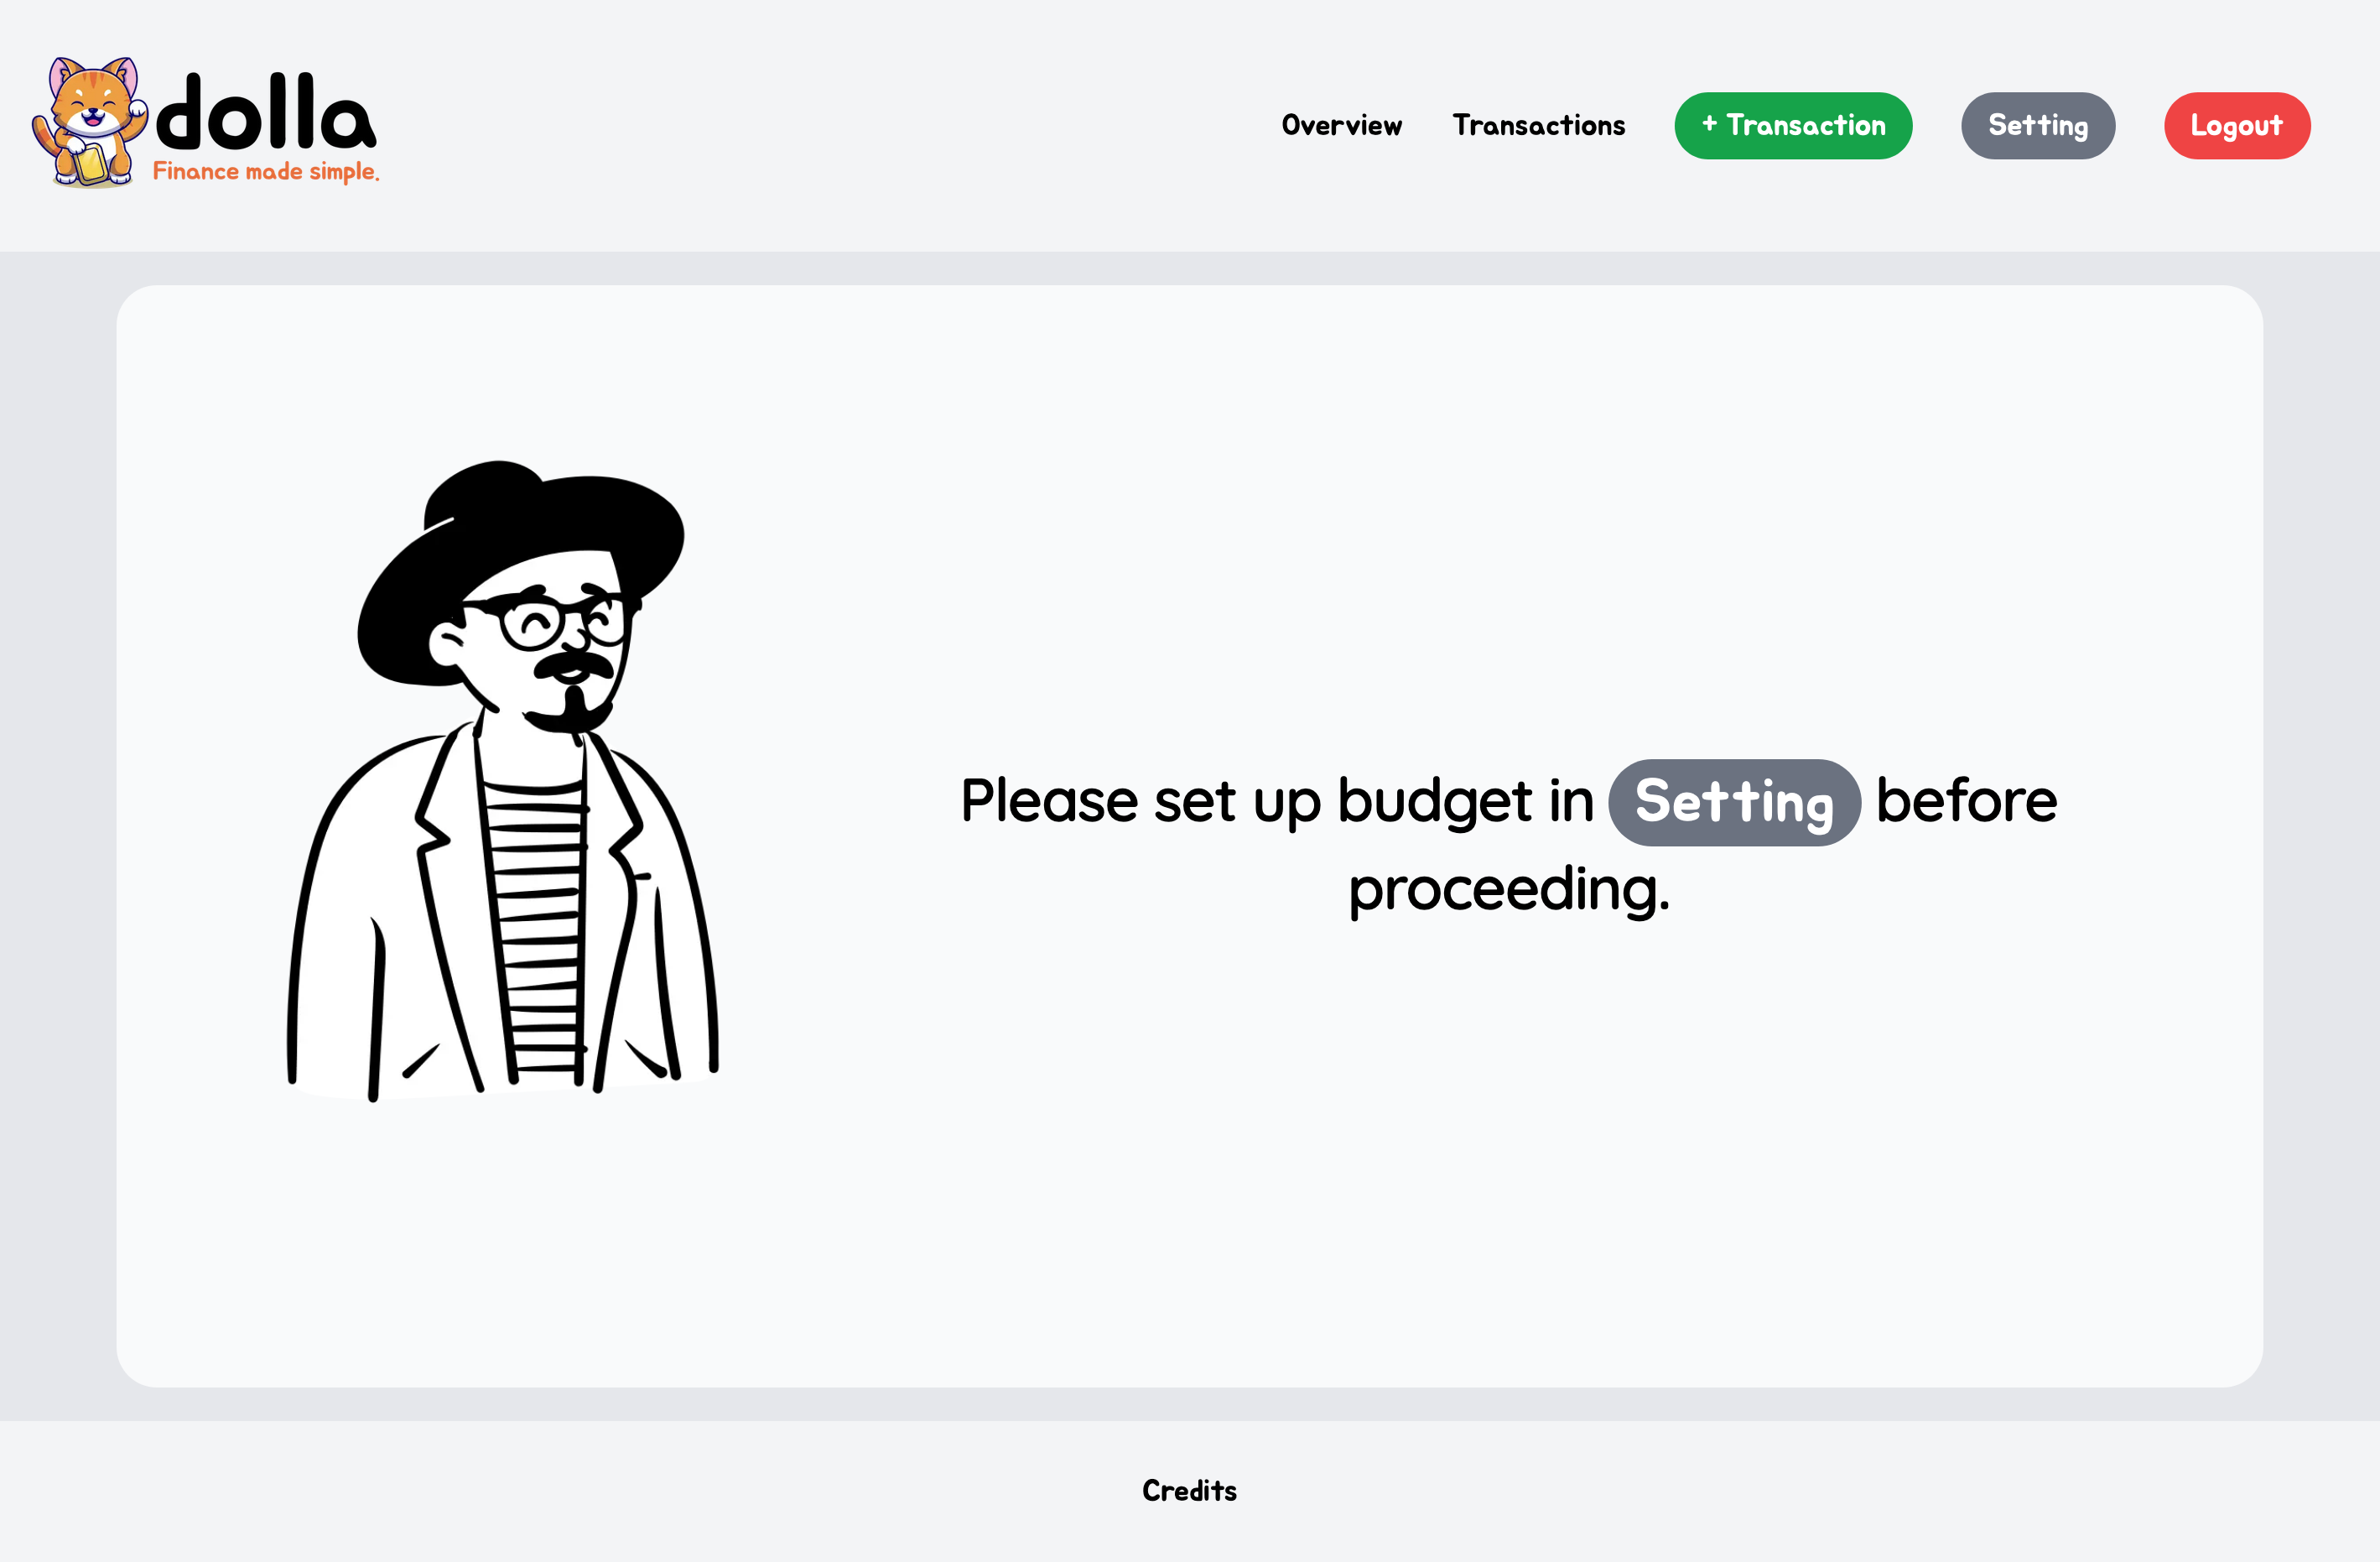 dolla
Finance made simple.
Overview
Transactions
+ Transaction
Setting
Logout
Please set up budget in Setting before
proceeding.
Credits